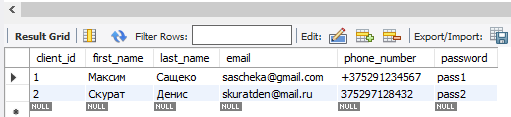 Result Grid Filter Rows: Edit: Export/Import:
client_id first_name last_name email phone_number password
1 Максим Сащеко sascheka@gmail.com +375291234567 pass1
2 Скурат Денис skuratden@mail.ru 375297128432 pass2
NULL NULL NULL NULL NULL NULL